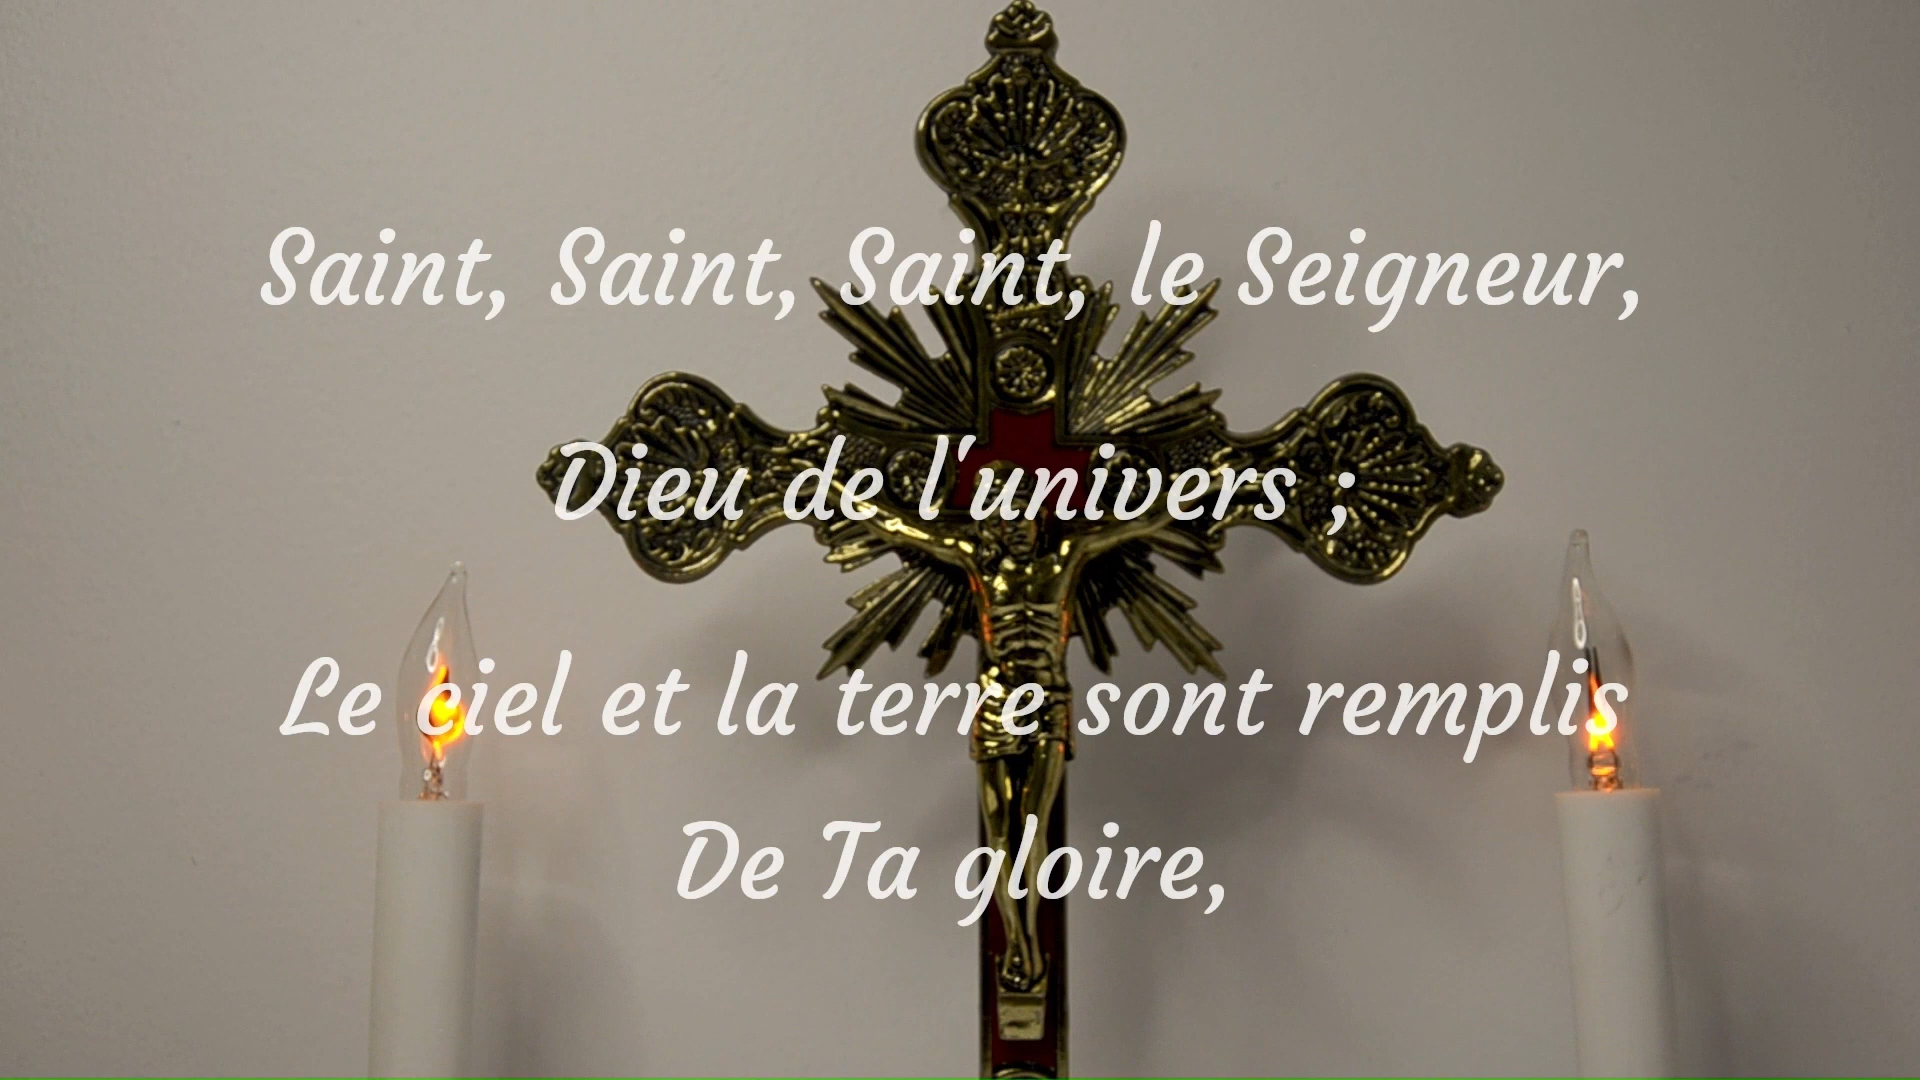 Saint, Saint, Saint, le Seigneur,
Dieu de l'univers ;
Le ciel et la terre sont remplis
De Ta gloire,